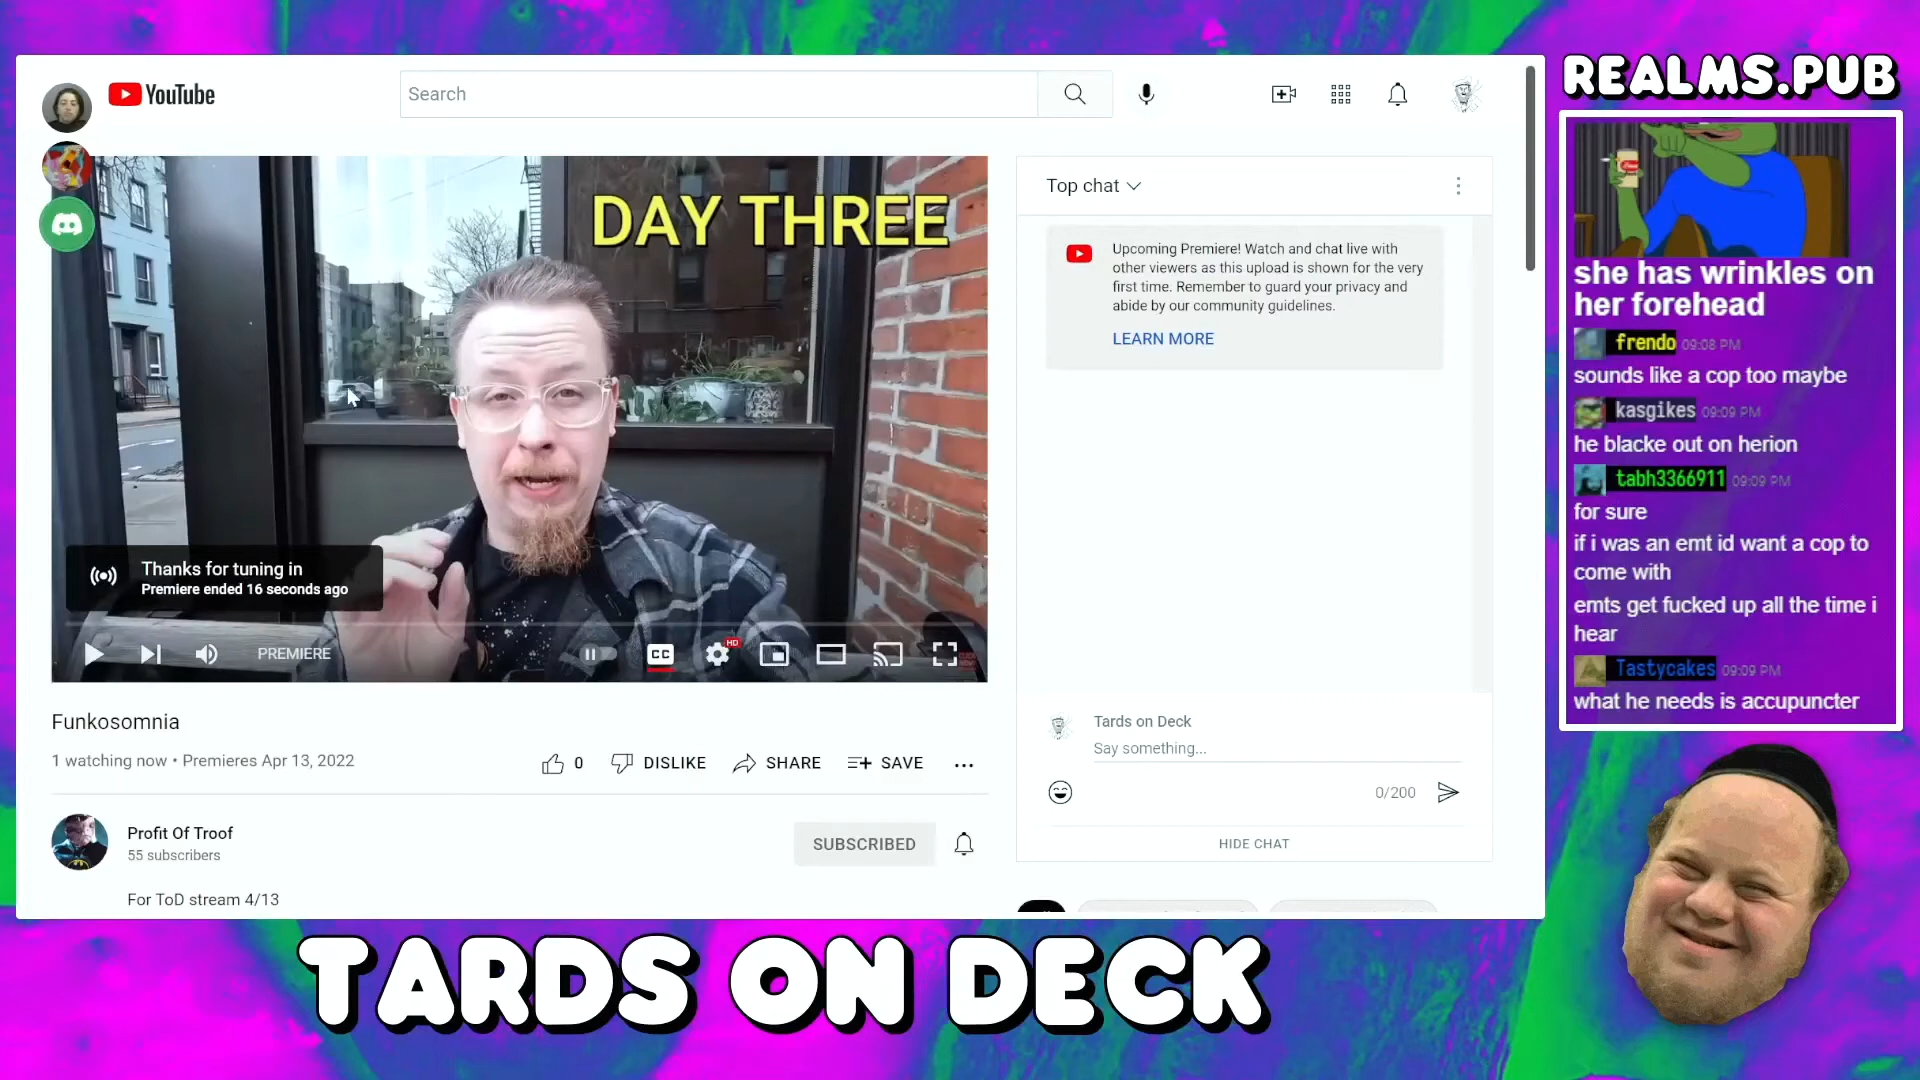 REALMS.PUB
YouTube
Search
DAY THREE
Thanks for tuning in
Premiere ended 16 seconds ago
PREMIERE
CC
HD
Funkosomnia
1 watching now • Premieres Apr 13, 2022
0
DISLIKE
SHARE
SAVE
Profit Of Troof
55 subscribers
SUBSCRIBED
For ToD stream 4/13
Top chat
Upcoming Premiere! Watch and chat live with
other viewers as this upload is shown for the very
first time. Remember to guard your privacy and
abide by our community guidelines.
LEARN MORE
Tards on Deck
Say something...
0/200
HIDE CHAT
she has wrinkles on
her forehead
frendo 09:08 PM
sounds like a cop too maybe
kasgikes 09:09 PM
he blacke out on herion
tabh3366911 09:09 PM
for sure
if i was an emt id want a cop to
come with
emts get fucked up all the time i
hear
Tastycakes 09:09 PM
what he needs is accupuncter
TARDS ON DECK